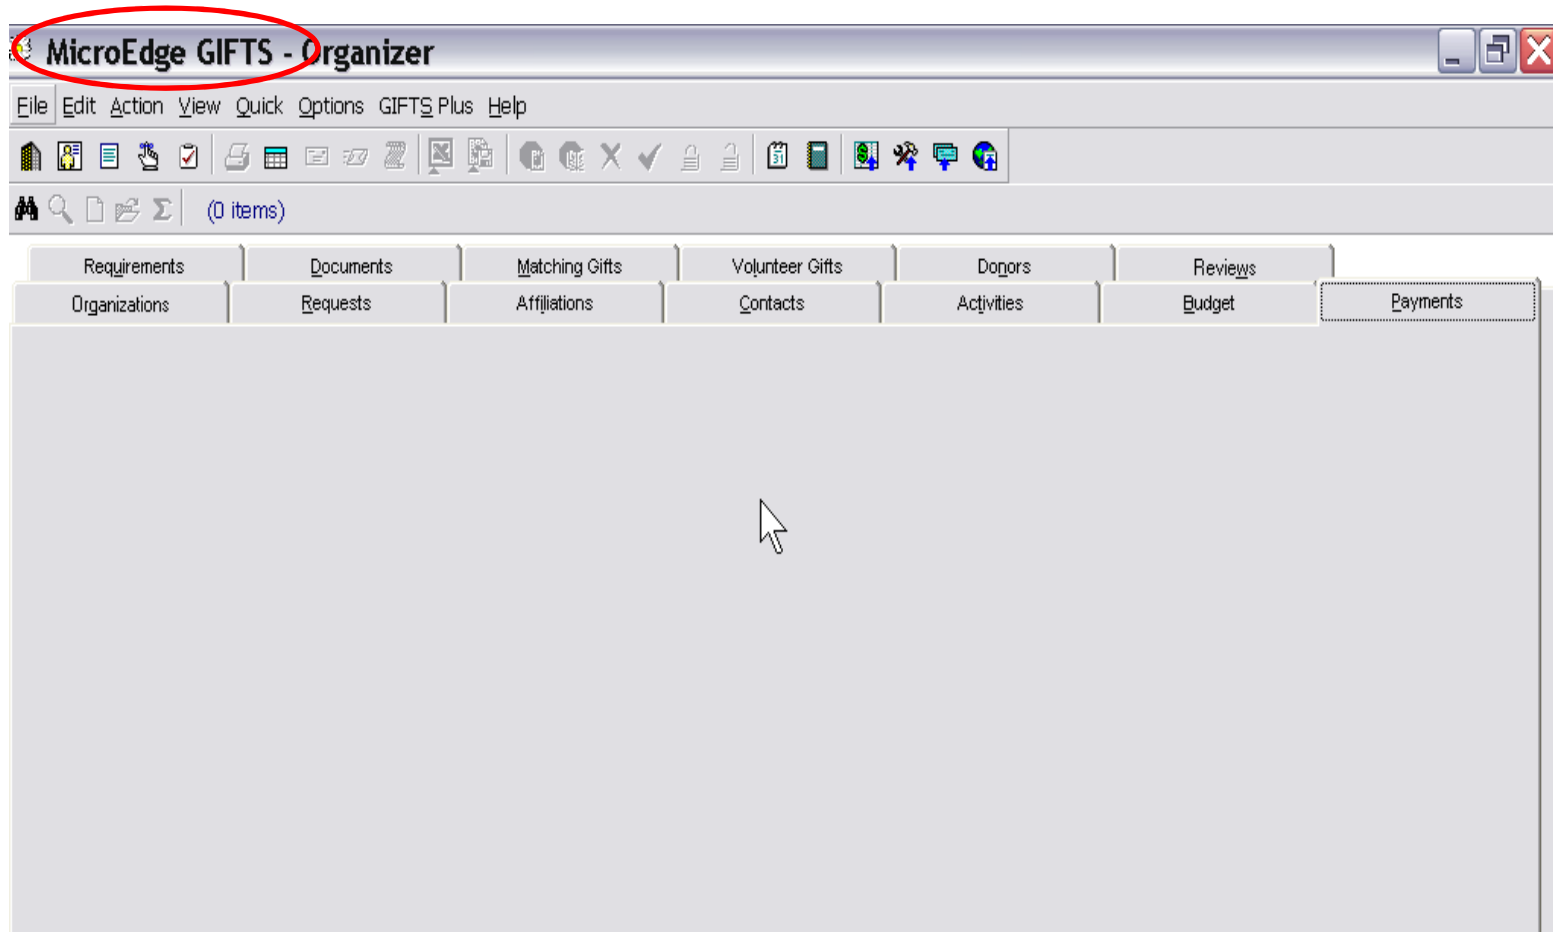 MicroEdge GIFTS - Organizer
File Edit Action View Quick Options GIFTS Plus Help
31
(0 items)
Requirements Documents Matching Gifts Volunteer Gifts Donors Reviews
Organizations Requests Affiliations Contacts Activities Budget Payments